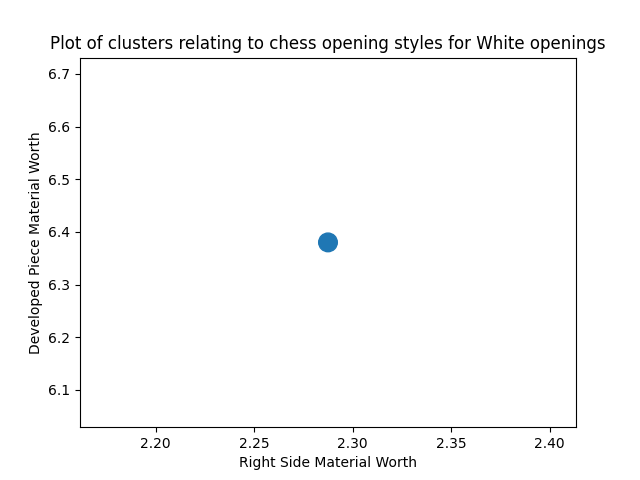 Plot of clusters relating to chess opening styles for White openings
6.7
6.6
6.5
6.4
6.3
6.2
6.1
Developed Piece Material Worth
2.20 2.25 2.30 2.35 2.40
Right Side Material Worth